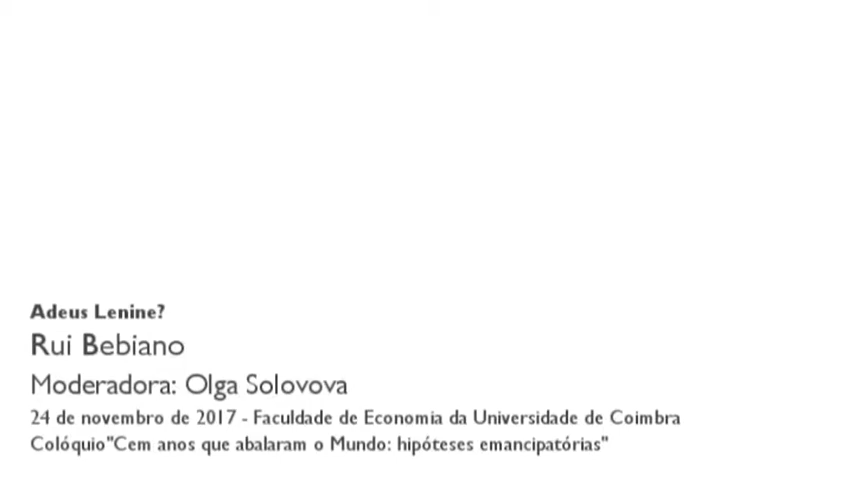 Adeus Lenine?
Rui Bebiano
Moderadora: Olga Solovova
24 de novembro de 2017 - Faculdade de Economia da Universidade de Coimbra
Colóquio"Cem anos que abalaram o Mundo: hipóteses emancipatórias"